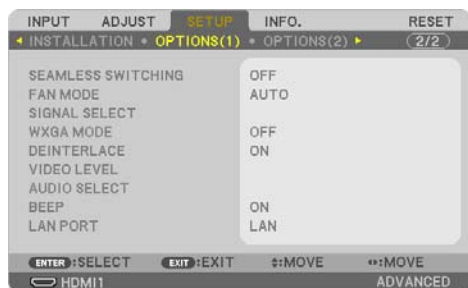 INPUT ADJUST SETUP INFO. RESET
◂ INSTALLATION • OPTIONS(1) • OPTIONS(2) ▸ (2/2)
SEAMLESS SWITCHING OFF
FAN MODE AUTO
SIGNAL SELECT
WXGA MODE OFF
DEINTERLACE ON
VIDEO LEVEL
AUDIO SELECT
BEEP ON
LAN PORT LAN
ENTER:SELECT EXIT:EXIT ↕:MOVE ↔:MOVE
HDMI1 ADVANCED